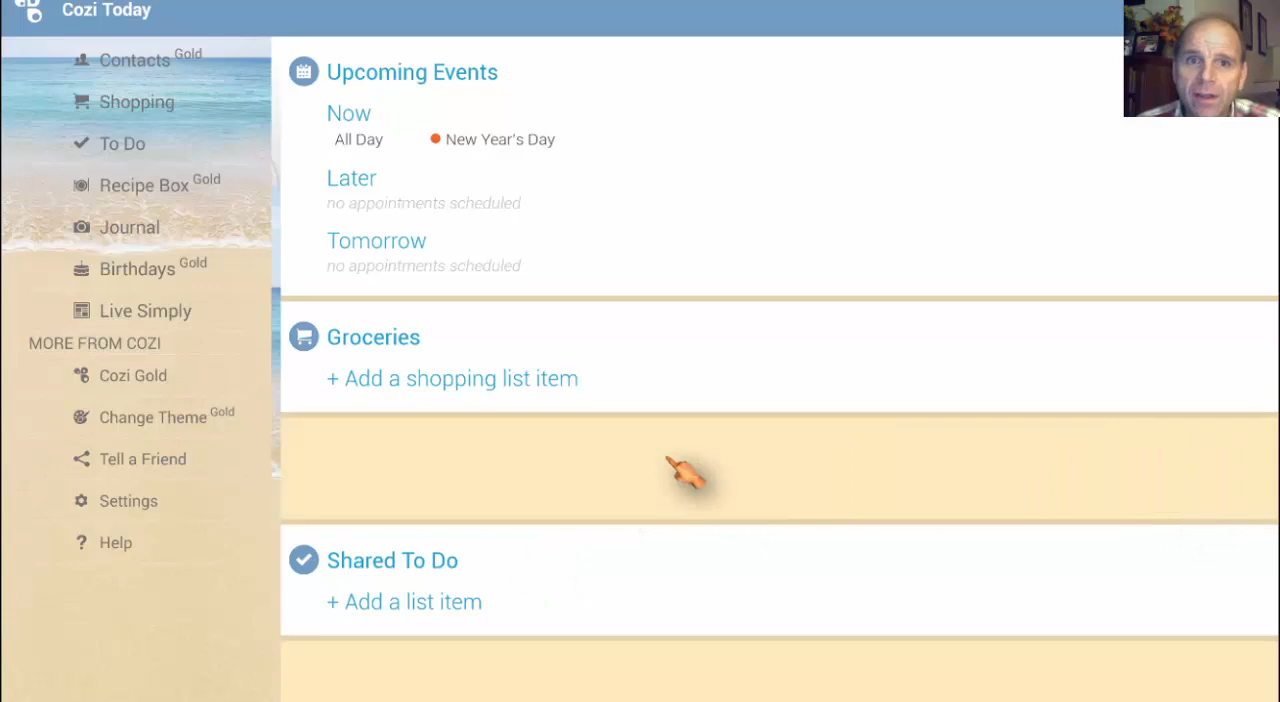 Cozi Today
Contacts Gold
Shopping
To Do
Recipe Box Gold
Journal
Birthdays Gold
Live Simply
MORE FROM COZI
Cozi Gold
Change Theme Gold
Tell a Friend
Settings
? Help
Upcoming Events
Now
All Day New Year's Day
Later
no appointments scheduled
Tomorrow
no appointments scheduled
Groceries
+ Add a shopping list item
Shared To Do
+ Add a list item